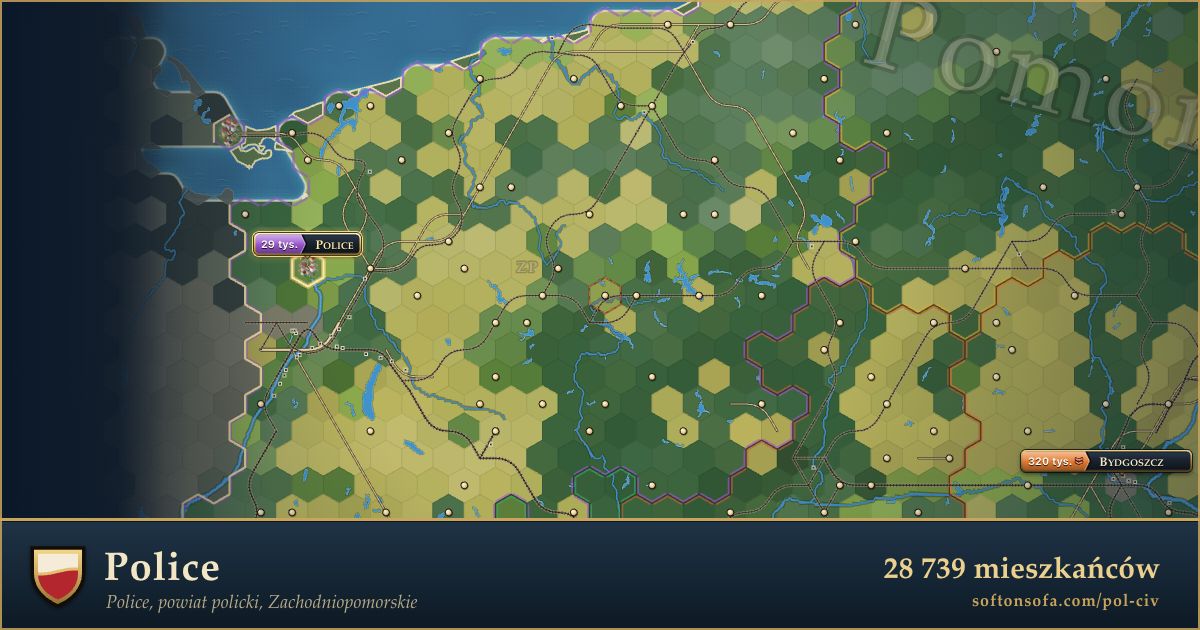 Pomor
29 tys. POLICE
ZP
320 tys. BYDGOSZCZ
Police
Police, powiat policki, Zachodniopomorskie
28 739 mieszkańców
softonsofa.com/pol-civ